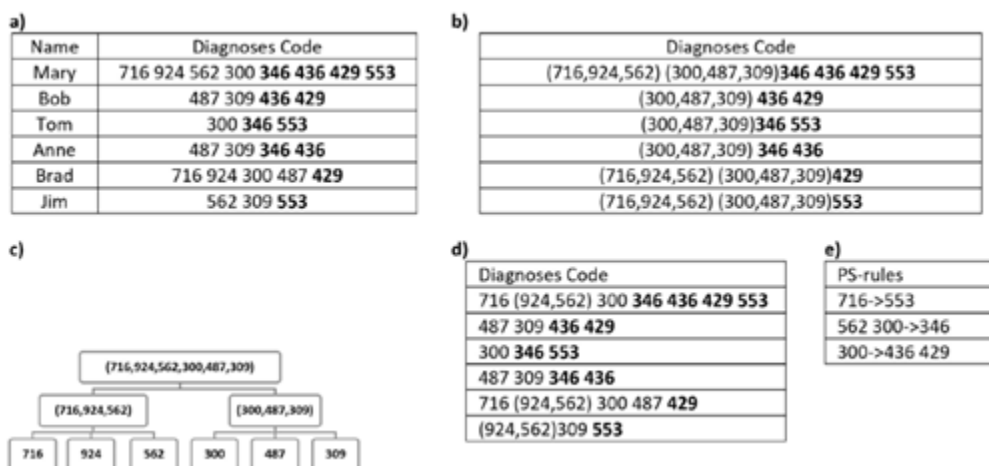 a)
Name Diagnoses Code
Mary 716 924 562 300 346 436 429 553
Bob 487 309 436 429
Tom 300 346 553
Anne 487 309 346 436
Brad 716 924 300 487 429
Jim 562 309 553
b)
Diagnoses Code
(716,924,562) (300,487,309)346 436 429 553
(300,487,309) 436 429
(300,487,309)346 553
(300,487,309) 346 436
(716,924,562) (300,487,309)429
(716,924,562) (300,487,309)553
c)
(716,924,562,300,487,309)
(716,924,562) (300,487,309)
716 924 562 300 487 309
d)
Diagnoses Code
716 (924,562) 300 346 436 429 553
487 309 436 429
300 346 553
487 309 346 436
716 (924,562) 300 487 429
(924,562)309 553
e)
PS-rules
716->553
562 300->346
300->436 429